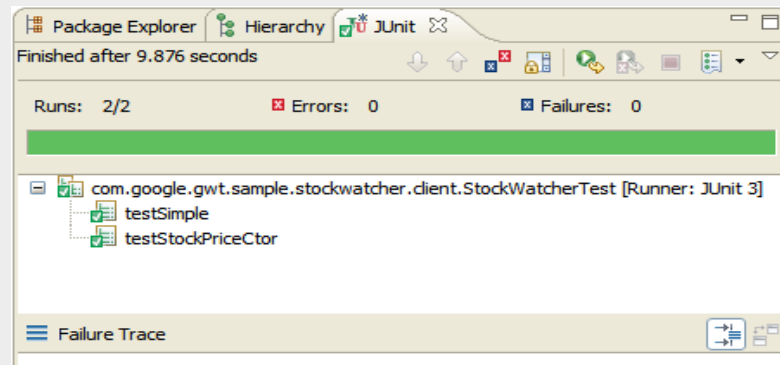 Package Explorer Hierarchy JUnit
Finished after 9.876 seconds
Runs: 2/2 Errors: 0 Failures: 0
com.google.gwt.sample.stockwatcher.client.StockWatcherTest [Runner: JUnit 3]
testSimple
testStockPriceCtor
Failure Trace